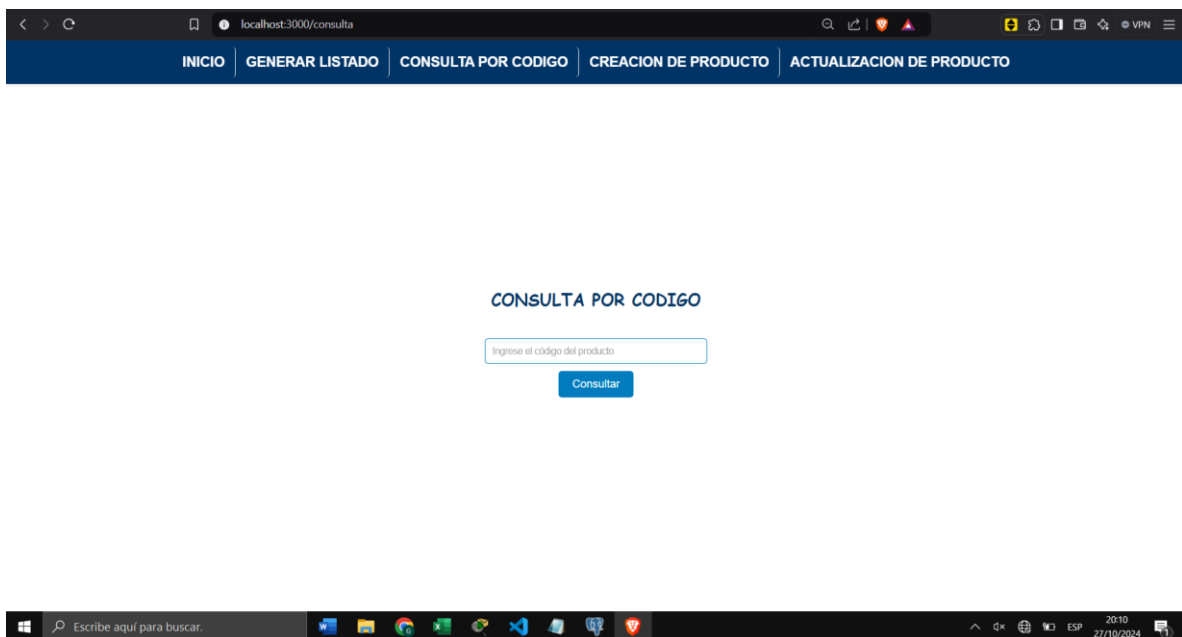 localhost:3000/consulta
VPN
INICIO GENERAR LISTADO CONSULTA POR CODIGO CREACION DE PRODUCTO ACTUALIZACION DE PRODUCTO
CONSULTA POR CODIGO
Ingrese el código del producto
Consultar
Escribe aquí para buscar.
ESP
20:10
27/10/2024